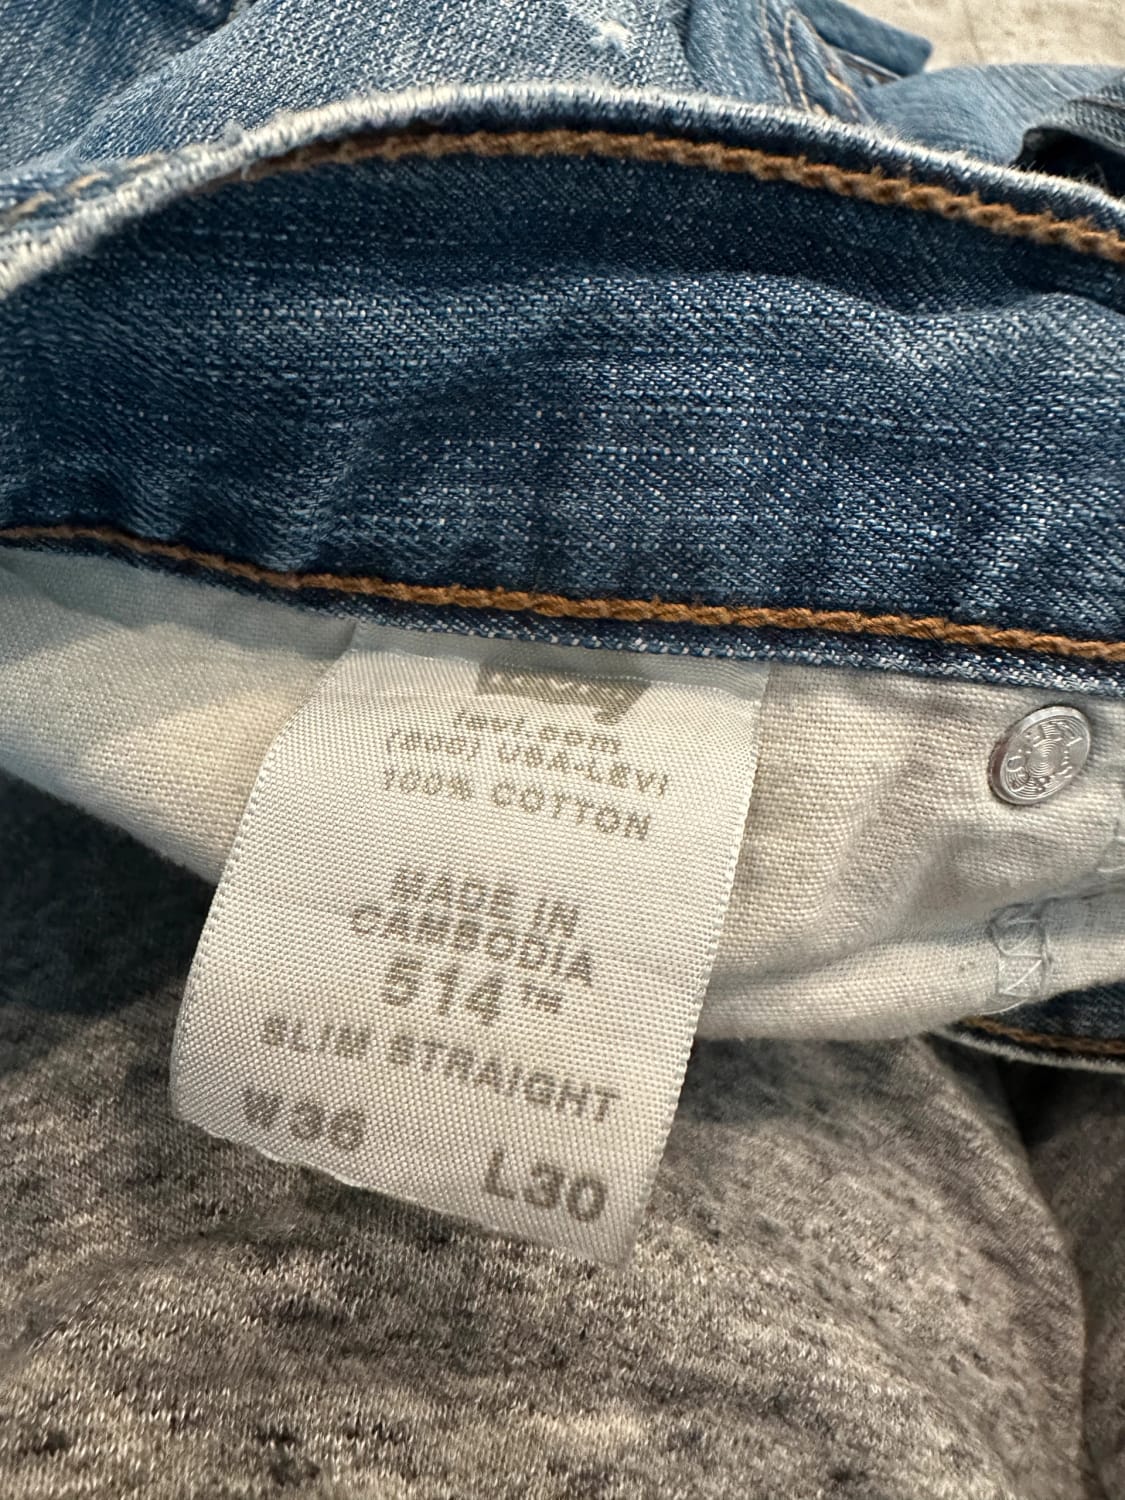 levi.com
(800) USA-LEVI
100% COTTON
MADE IN
CAMBODIA
514™
SLIM STRAIGHT
W36 L30